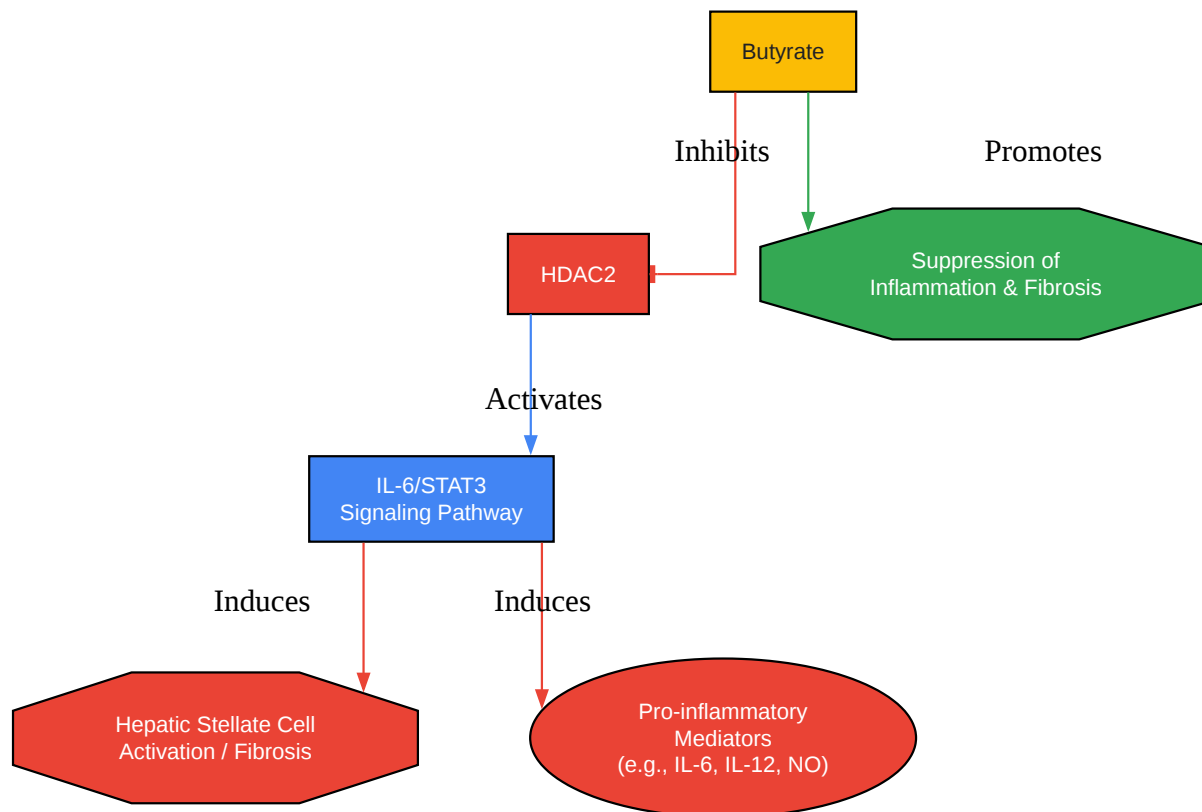 Butyrate
Inhibits
Promotes
Suppression of
Inflammation & Fibrosis
HDAC2
Activates
IL-6/STAT3
Signaling Pathway
Induces
Induces
Hepatic Stellate Cell
Activation / Fibrosis
Pro-inflammatory
Mediators
(e.g., IL-6, IL-12, NO)